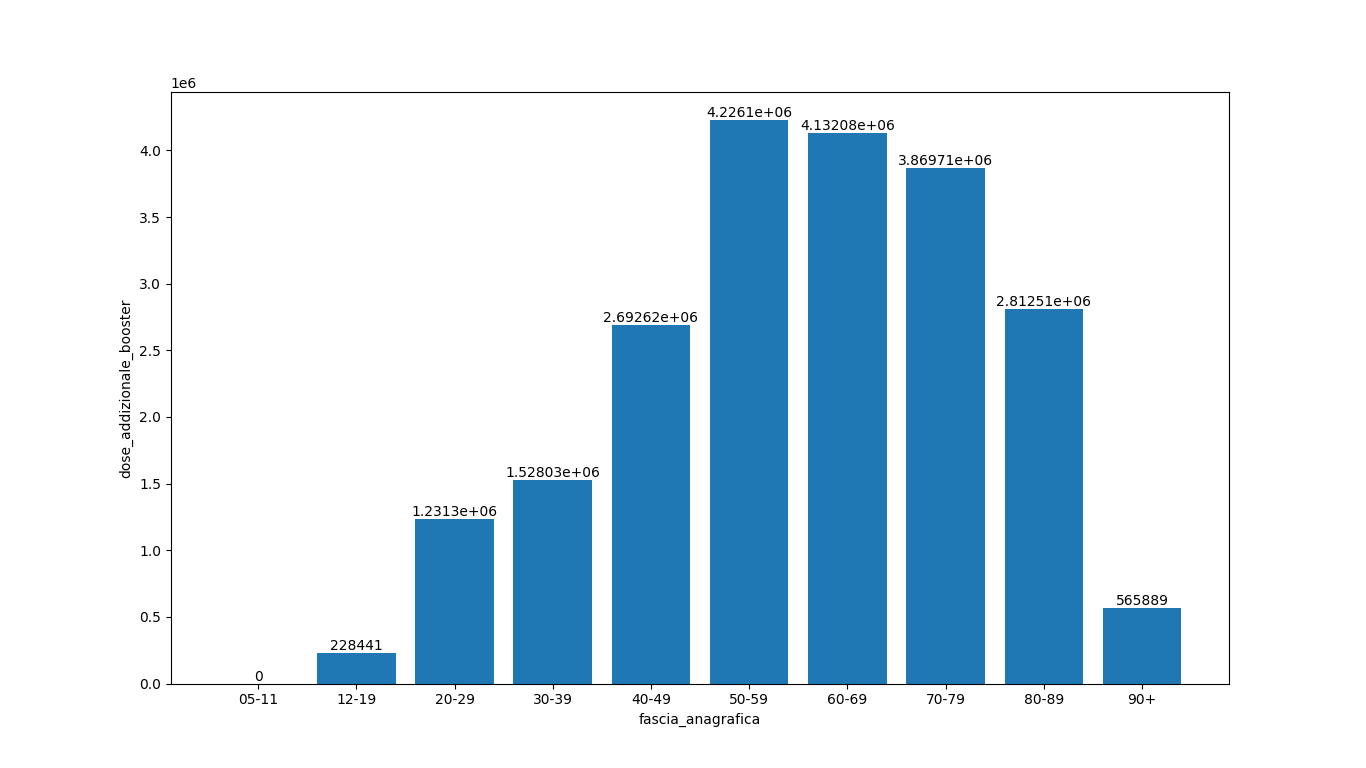 1e6
4.2261e+06
4.13208e+06
4.0
3.86971e+06
3.5
3.0
2.81251e+06
2.69262e+06
dose_addizionale_booster
2.5
2.0
1.52803e+06
1.5
1.2313e+06
1.0
565889
0.5
228441
0
0.0
05-11 12-19 20-29 30-39 40-49 50-59 60-69 70-79 80-89 90+
fascia_anagrafica